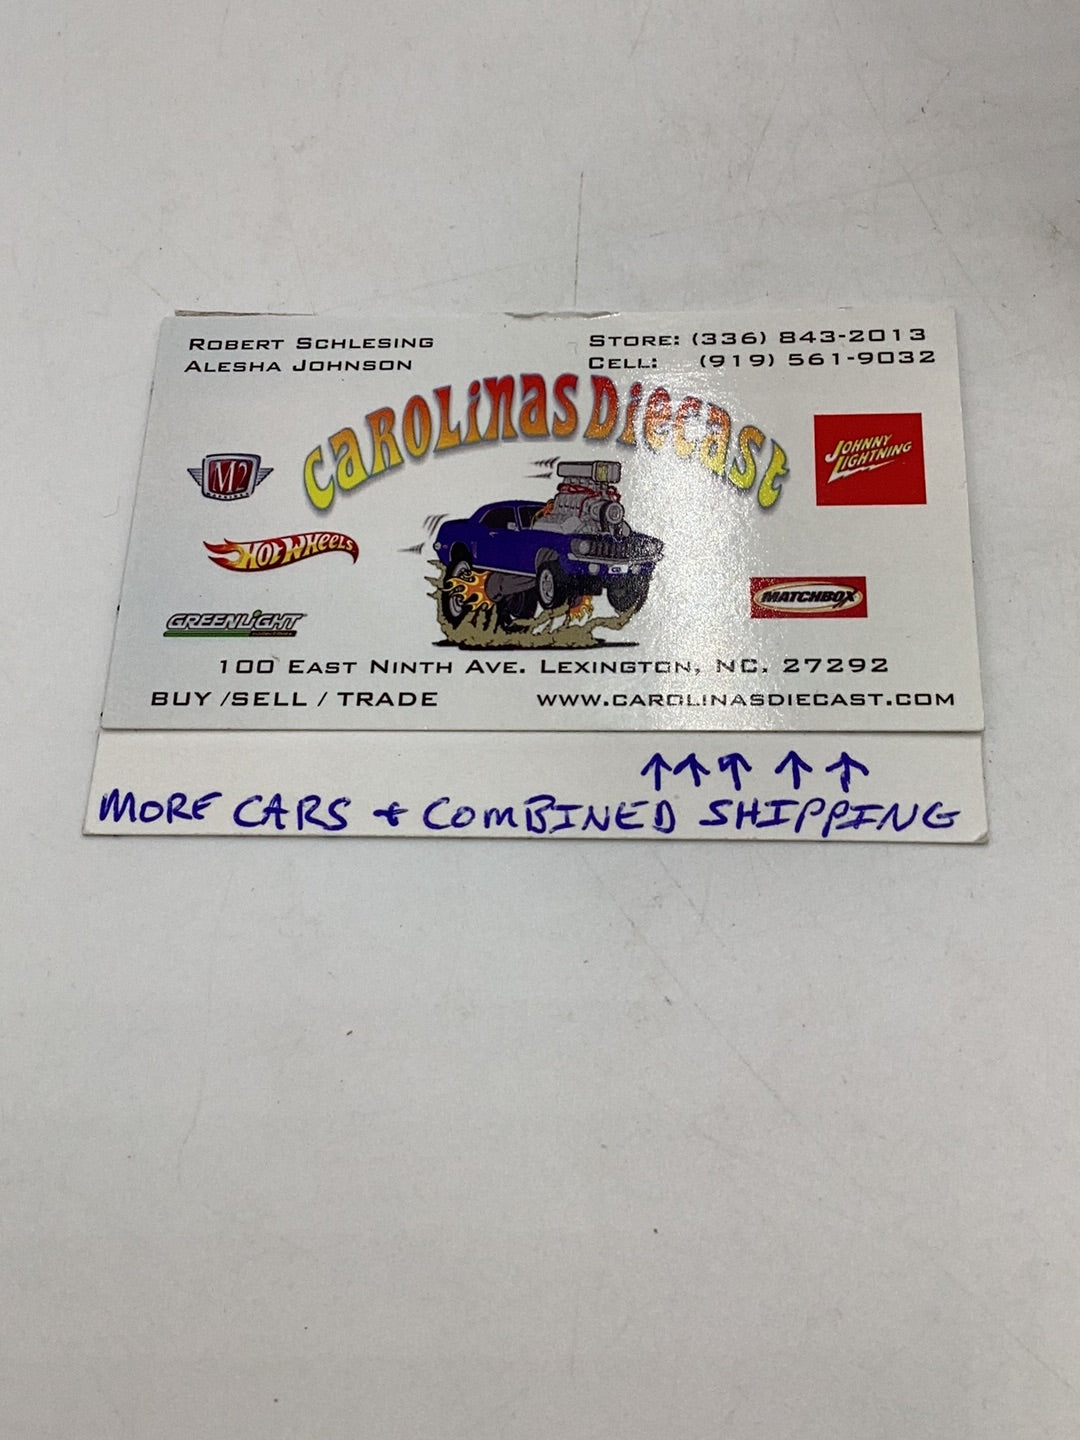 ROBERT SCHLESING
ALESHA JOHNSON
STORE: (336) 843-2013
CELL: (919) 561-9032
CAROLINAS DIECAST
M2
JOHNNY
LIGHTNING
HOT WHEELS
GREENLIGHT
MATCHBOX
100 EAST NINTH AVE. LEXINGTON, NC. 27292
BUY /SELL / TRADE
WWW.CAROLINASDIECAST.COM
↑↑↑ ↑ ↑
MORE CARS + COMBINED SHIPPING